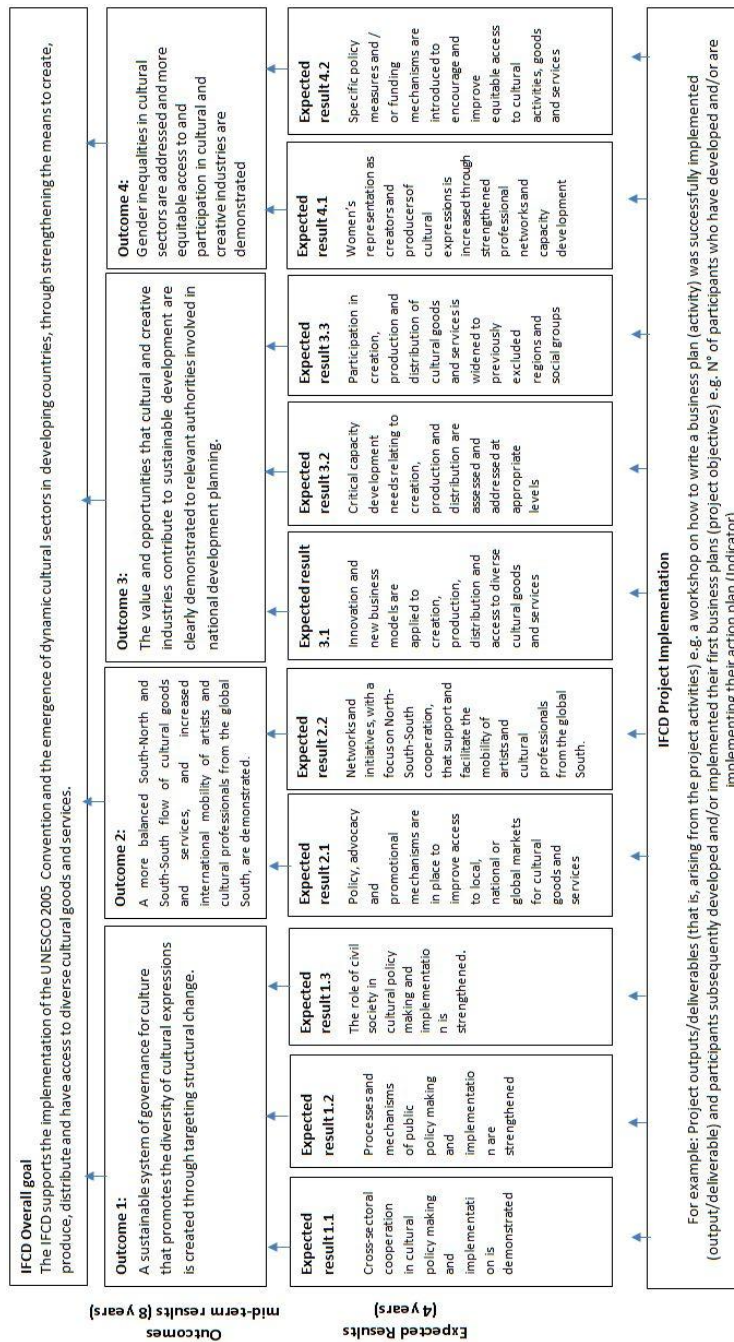 IFCD Overall goal
The IFCD supports the implementation of the UNESCO 2005 Convention and the emergence of dynamic cultural sectors in developing countries, through strengthening the means to create,
produce, distribute and have access to diverse cultural goods and services.
Outcomes
mid-term results (8 years)
Outcome 1:
A sustainable system of governance for culture
that promotes the diversity of cultural expressions
is created through targeting structural change.
Outcome 2:
A more balanced South-North and
South-South flow of cultural goods
and services, and increased
international mobility of artists and
cultural professionals from the global
South, are demonstrated.
Outcome 3:
The value and opportunities that cultural and creative
industries contribute to sustainable development are
clearly demonstrated to relevant authorities involved in
national development planning.
Outcome 4:
Gender inequalities in cultural
sectors are addressed and more
equitable access to and
participation in cultural and
creative industries are
demonstrated
Expected Results
(4 years)
Expected
result 1.1
Cross-sectoral
cooperation
in cultural
policy making
and
implementati
on is
demonstrated
Expected
result 1.2
Processes and
mechanisms
of public
policy making
and
implementatio
n are
strengthened
Expected
result 1.3
The role of civil
society in
cultural policy
making and
implementatio
n is
strengthened.
Expected
result 2.1
Policy, advocacy
and
promotional
mechanisms are
in place to
improve access
to local,
national or
global markets
for cultural
goods and
services
Expected
result 2.2
Networks and
initiatives, with a
focus on North-
South-South
cooperation,
that support and
facilitate the
mobility of
artists and
cultural
professionals
from the global
South.
Expected result
3.1
Innovation and
new business
models are
applied to
creation,
production,
distribution and
access to diverse
cultural goods
and services
Expected
result 3.2
Critical capacity
development
needs relating to
creation,
production and
distribution are
assessed and
addressed at
appropriate
levels
Expected
result 3.3
Participation in
creation,
production and
distribution of
cultural goods
and services is
widened to
previously
excluded
regions and
social groups
Expected
result 4.1
Women's
representation as
creators and
producers of
cultural
expressions is
increased through
strengthened
professional
networks and
capacity
development
Expected
result 4.2
Specific policy
measures and /
or funding
mechanisms are
introduced to
encourage and
improve
equitable access
to cultural
activities, goods
and services
IFCD Project Implementation
For example: Project outputs/deliverables (that is, arising from the project activities) e.g. a workshop on how to write a business plan (activity) was successfully implemented
(output/deliverable) and participants subsequently developed and/or implemented their first business plans (project objectives) e.g. N° of participants who have developed and/or are
implementing their action plan (Indicator)